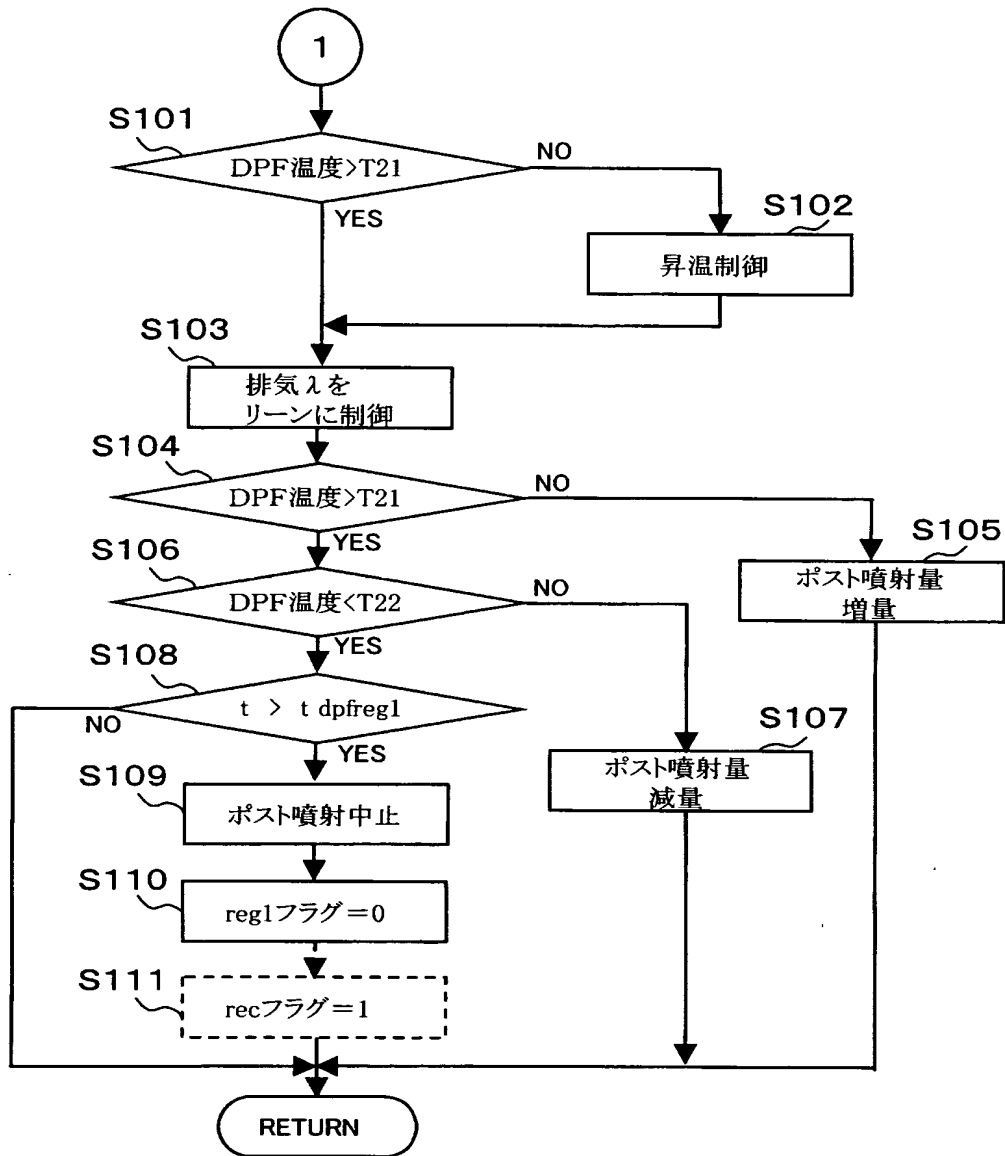 1
S101
DPF温度>T21
NO
YES
S102
昇温制御
S103
排気λを
リーンに制御
S104
DPF温度>T21
NO
YES
S105
ポスト噴射量
増量
S106
DPF温度<T22
NO
YES
S107
ポスト噴射量
減量
S108
t > t dpfreg1
NO
YES
S109
ポスト噴射中止
S110
reg1フラグ=0
S111
recフラグ=1
RETURN